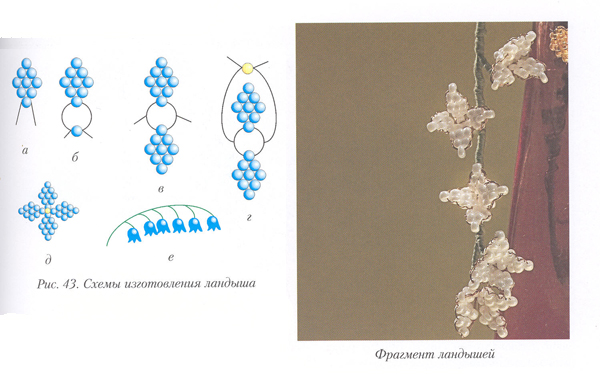 а
б
в
г
д
е
Рис. 43. Схемы изготовления ландыша
Фрагмент ландышей